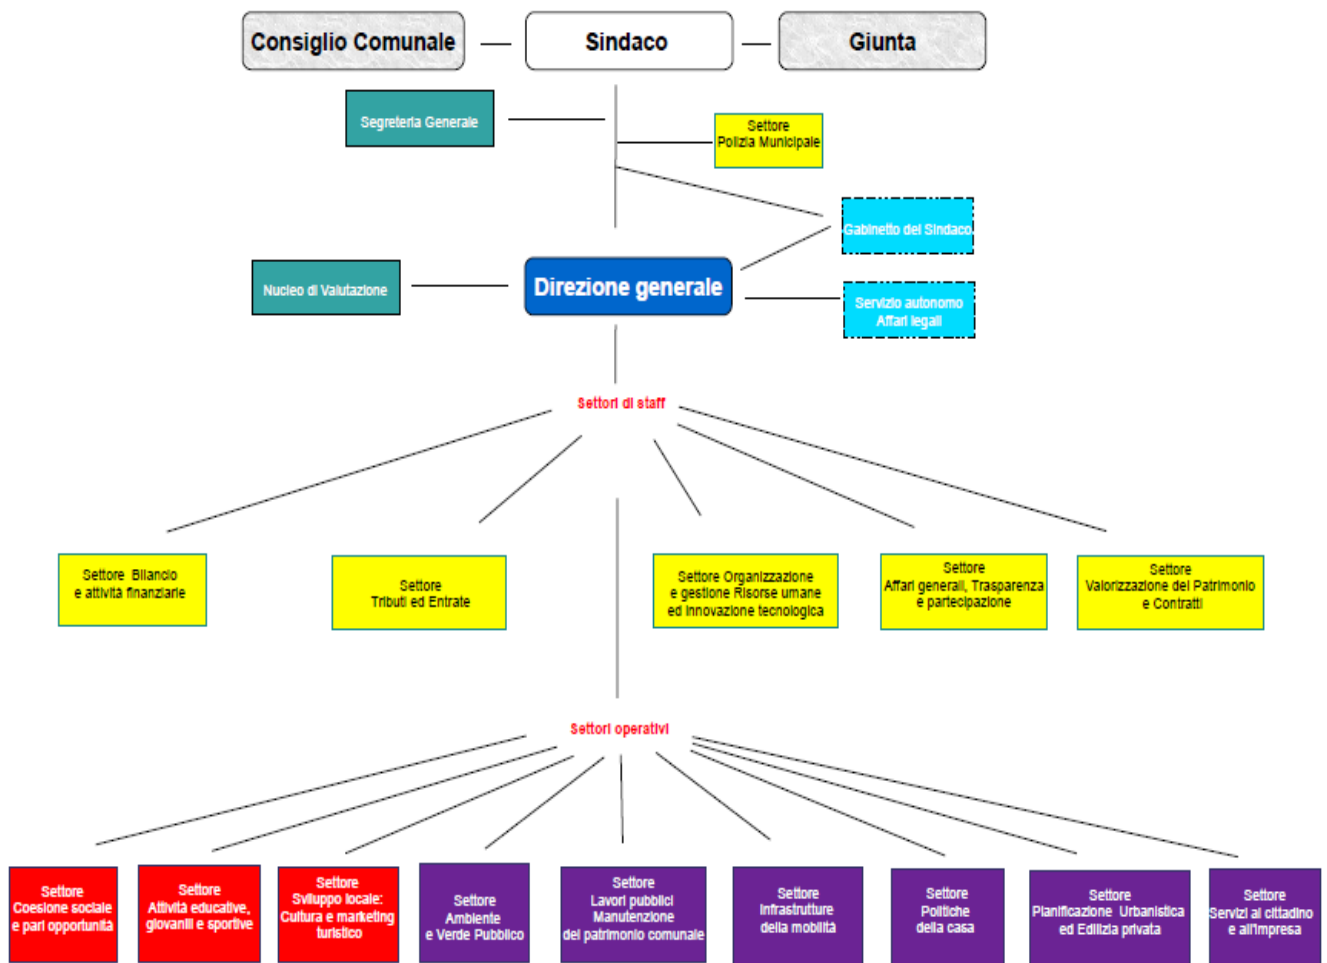 Consiglio Comunale
Sindaco
Giunta
Segreteria Generale
Settore
Polizia Municipale
Gabinetto del Sindaco
Nucleo di Valutazione
Direzione generale
Servizio autonomo
Affari legali
Settori di staff
Settore Bilancio
e attività finanziarie
Settore
Tributi ed Entrate
Settore Organizzazione
e gestione Risorse umane
ed innovazione tecnologica
Settore
Affari generali, Trasparenza
e partecipazione
Settore
Valorizzazione del Patrimonio
e Contratti
Settori operativi
Settore
Coesione sociale
e pari opportunità
Settore
Attività educative,
giovanili e sportive
Settore
Sviluppo locale:
Cultura e marketing
turistico
Settore
Ambiente
e Verde Pubblico
Settore
Lavori pubblici
Manutenzione
del patrimonio comunale
Settore
Infrastrutture
della mobilità
Settore
Politiche
della casa
Settore
Pianificazione Urbanistica
ed Edilizia privata
Settore
Servizi al cittadino
e all'impresa